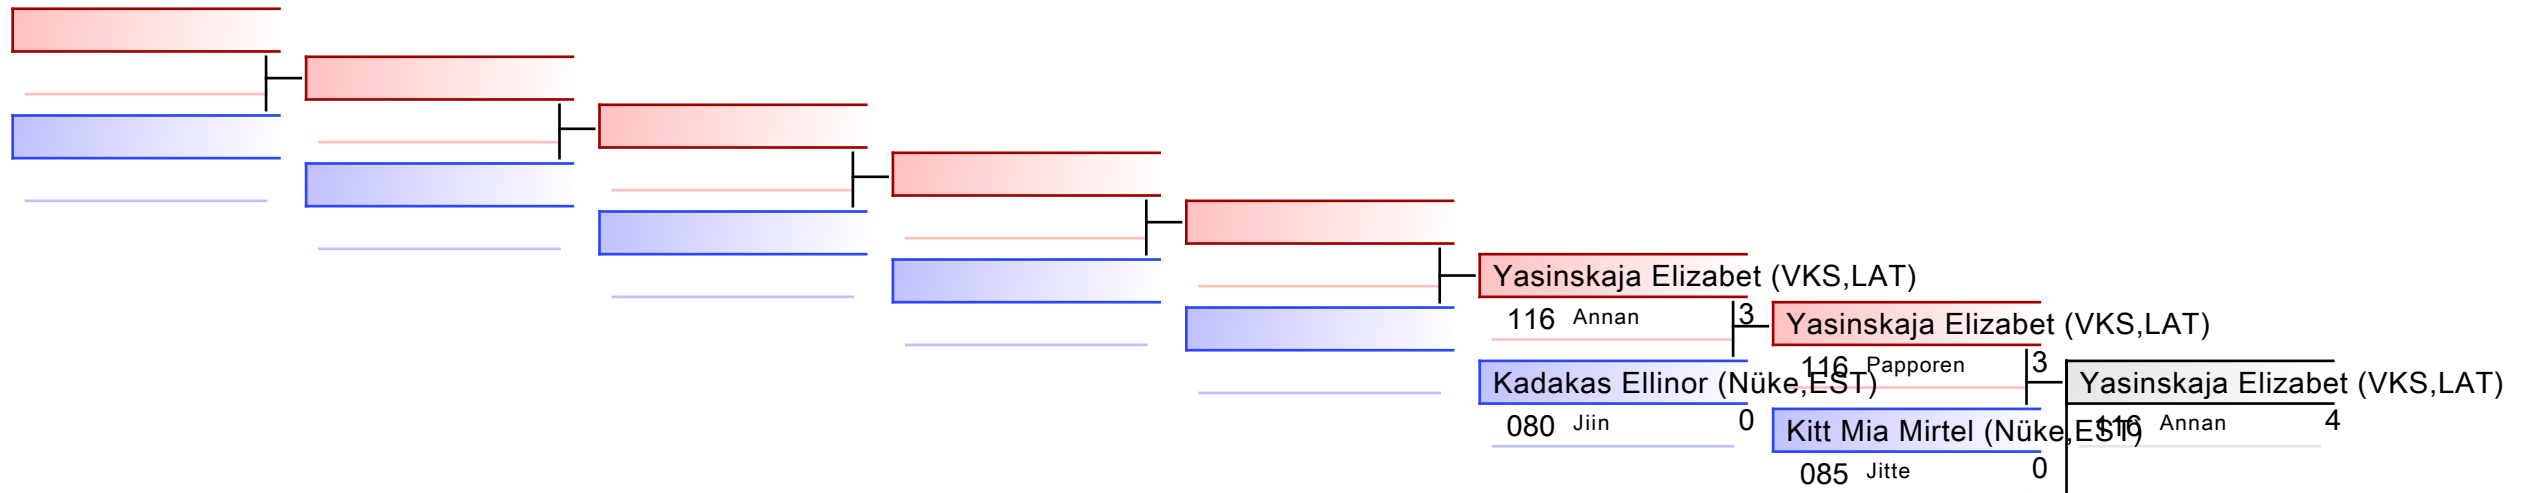 Yasinskaja Elizabet (VKS,LAT)
116 Annan 3
Kadakas Ellinor (Nüke,EST)
080 Jiin 0
Yasinskaja Elizabet (VKS,LAT)
116 Papporen 3
Kitt Mia Mirtel (Nüke,EST)
085 Jitte 0
Yasinskaja Elizabet (VKS,LAT)
116 Annan 4